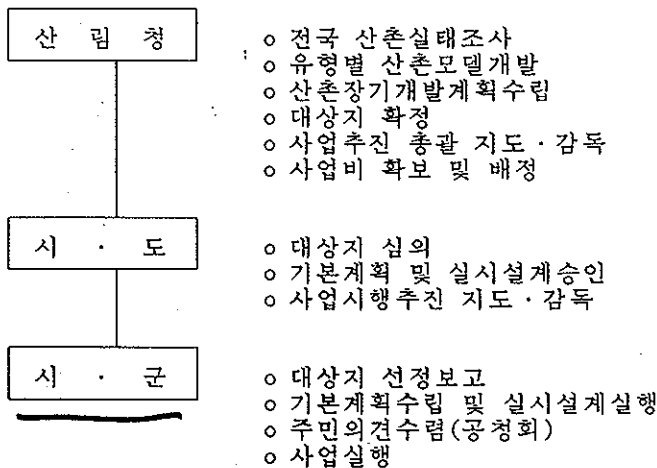 산 림 청
o 전국 산촌실태조사
o 유형별 산촌모델개발
o 산촌장기개발계획수립
o 대상지 확정
o 사업추진 총괄 지도·감독
o 사업비 확보 및 배정
시 · 도
o 대상지 심의
o 기본계획 및 실시설계승인
o 사업시행추진 지도·감독
시 · 군
o 대상지 선정보고
o 기본계획수립 및 실시설계실행
o 주민의견수렴(공청회)
o 사업실행